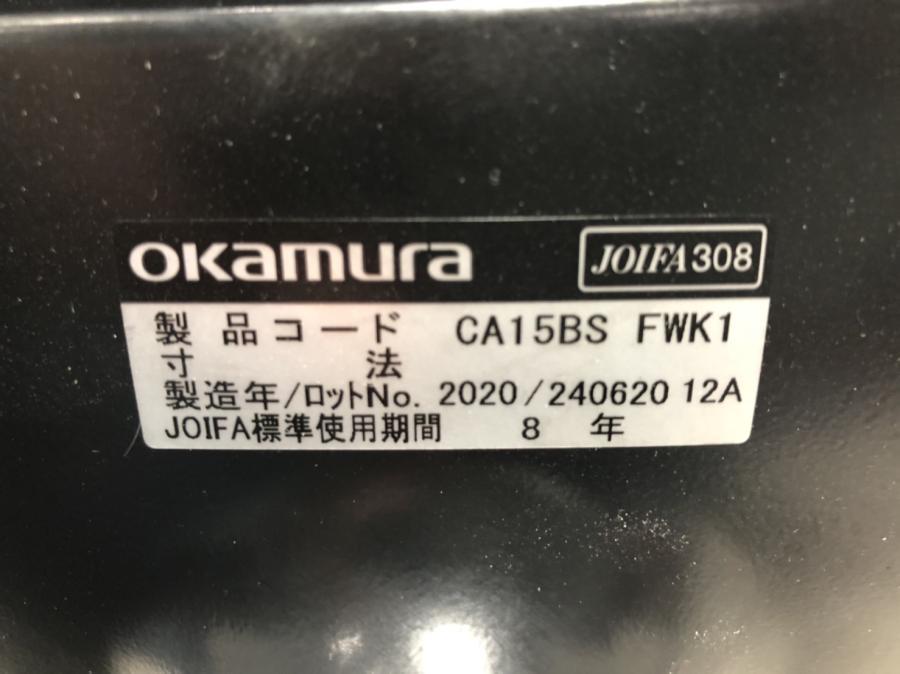 okamura
JOIFA308
製品コード CA15BS FWK1
寸法
製造年/ロットNo. 2020/240620 12A
JOIFA標準使用期間 8 年